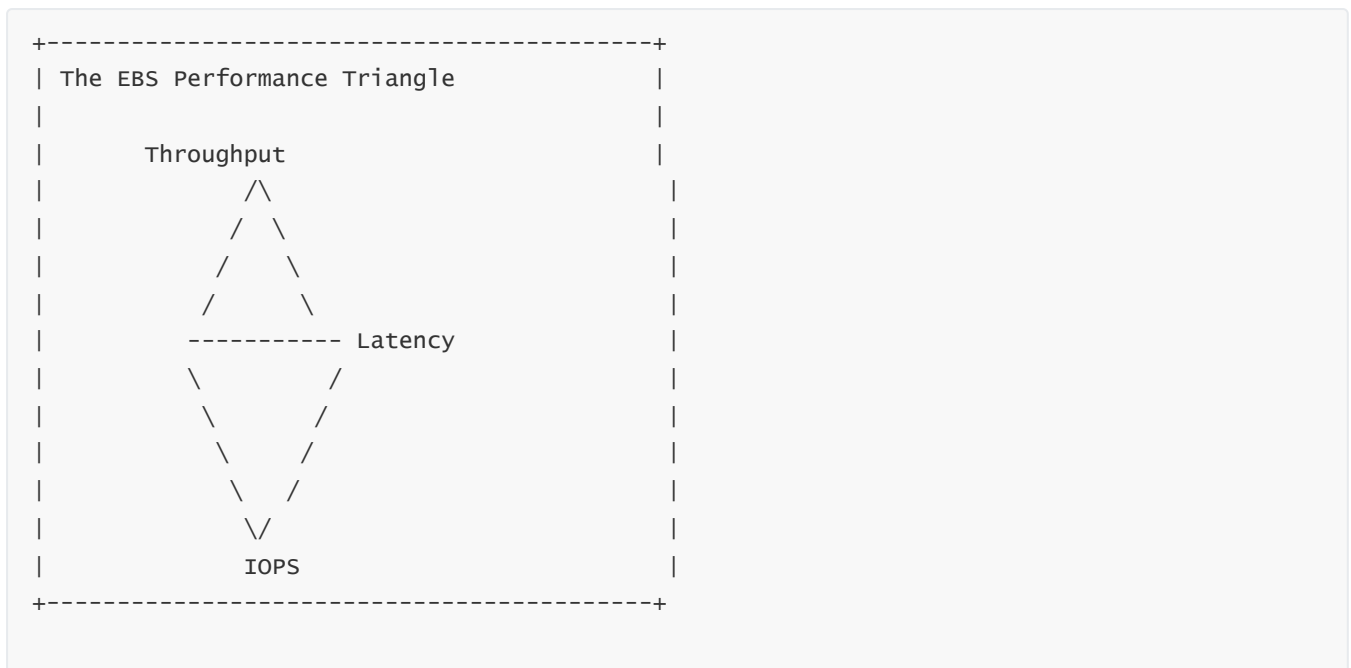 +-------------------------------------------+
| The EBS Performance Triangle              |
|                                           |
|       Throughput                          |
|              /\                            |
|             /  \                           |
|            /    \                          |
|           /      \                         |
|          ----------- Latency               |
|          \         /                       |
|           \       /                        |
|            \     /                         |
|             \   /                          |
|              \/                            |
|              IOPS                          |
+-------------------------------------------+